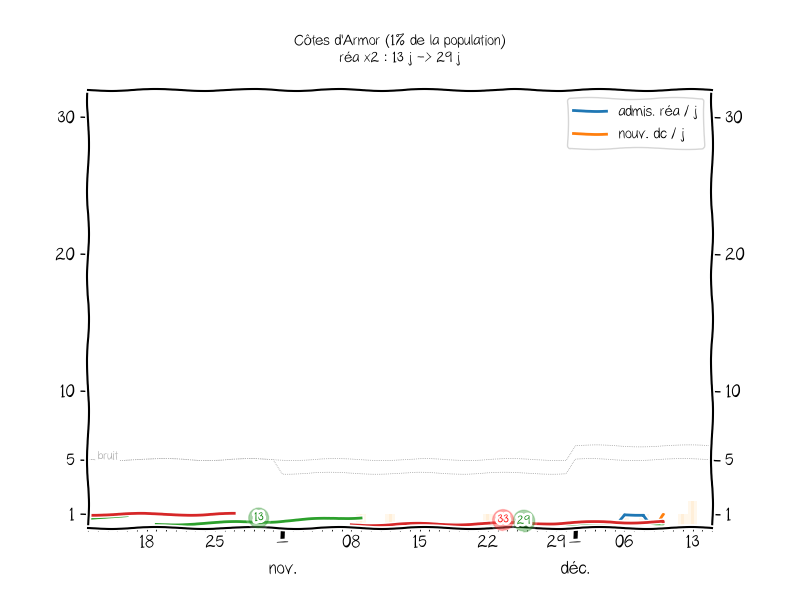 Côtes d'Armor (1% de la population)
réa x2 : 13 j -> 29 j
admis. réa / j
nouv. dc / j
30 30
20 20
10 10
5 bruit 5
1 13 33 29 1
18 25 08 15 22 29 06 13
nov. déc.